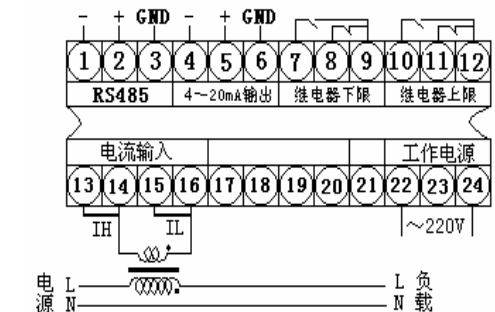 - + GND - + GND
1 2 3 4 5 6 7 8 9 10 11 12
RS485 4~20mA输出 继电器下限 继电器上限
电流输入 工作电源
13 14 15 16 17 18 19 20 21 22 23 24
IH IL ~220V
电源 L L 负载
N N